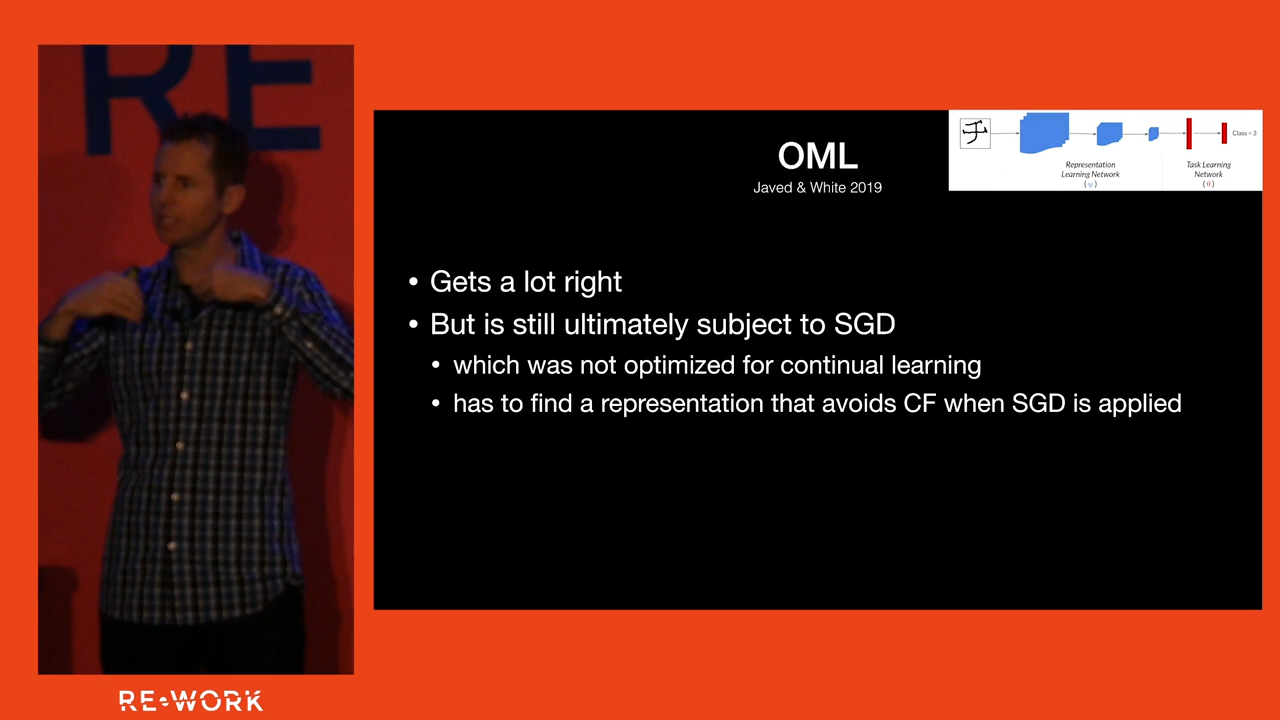 RE
OML
Javed & White 2019
子
Class = 3
Representation
Learning Network
(ψ)
Task Learning
Network
(θ)
• Gets a lot right
• But is still ultimately subject to SGD
• which was not optimized for continual learning
• has to find a representation that avoids CF when SGD is applied
RE•WORK